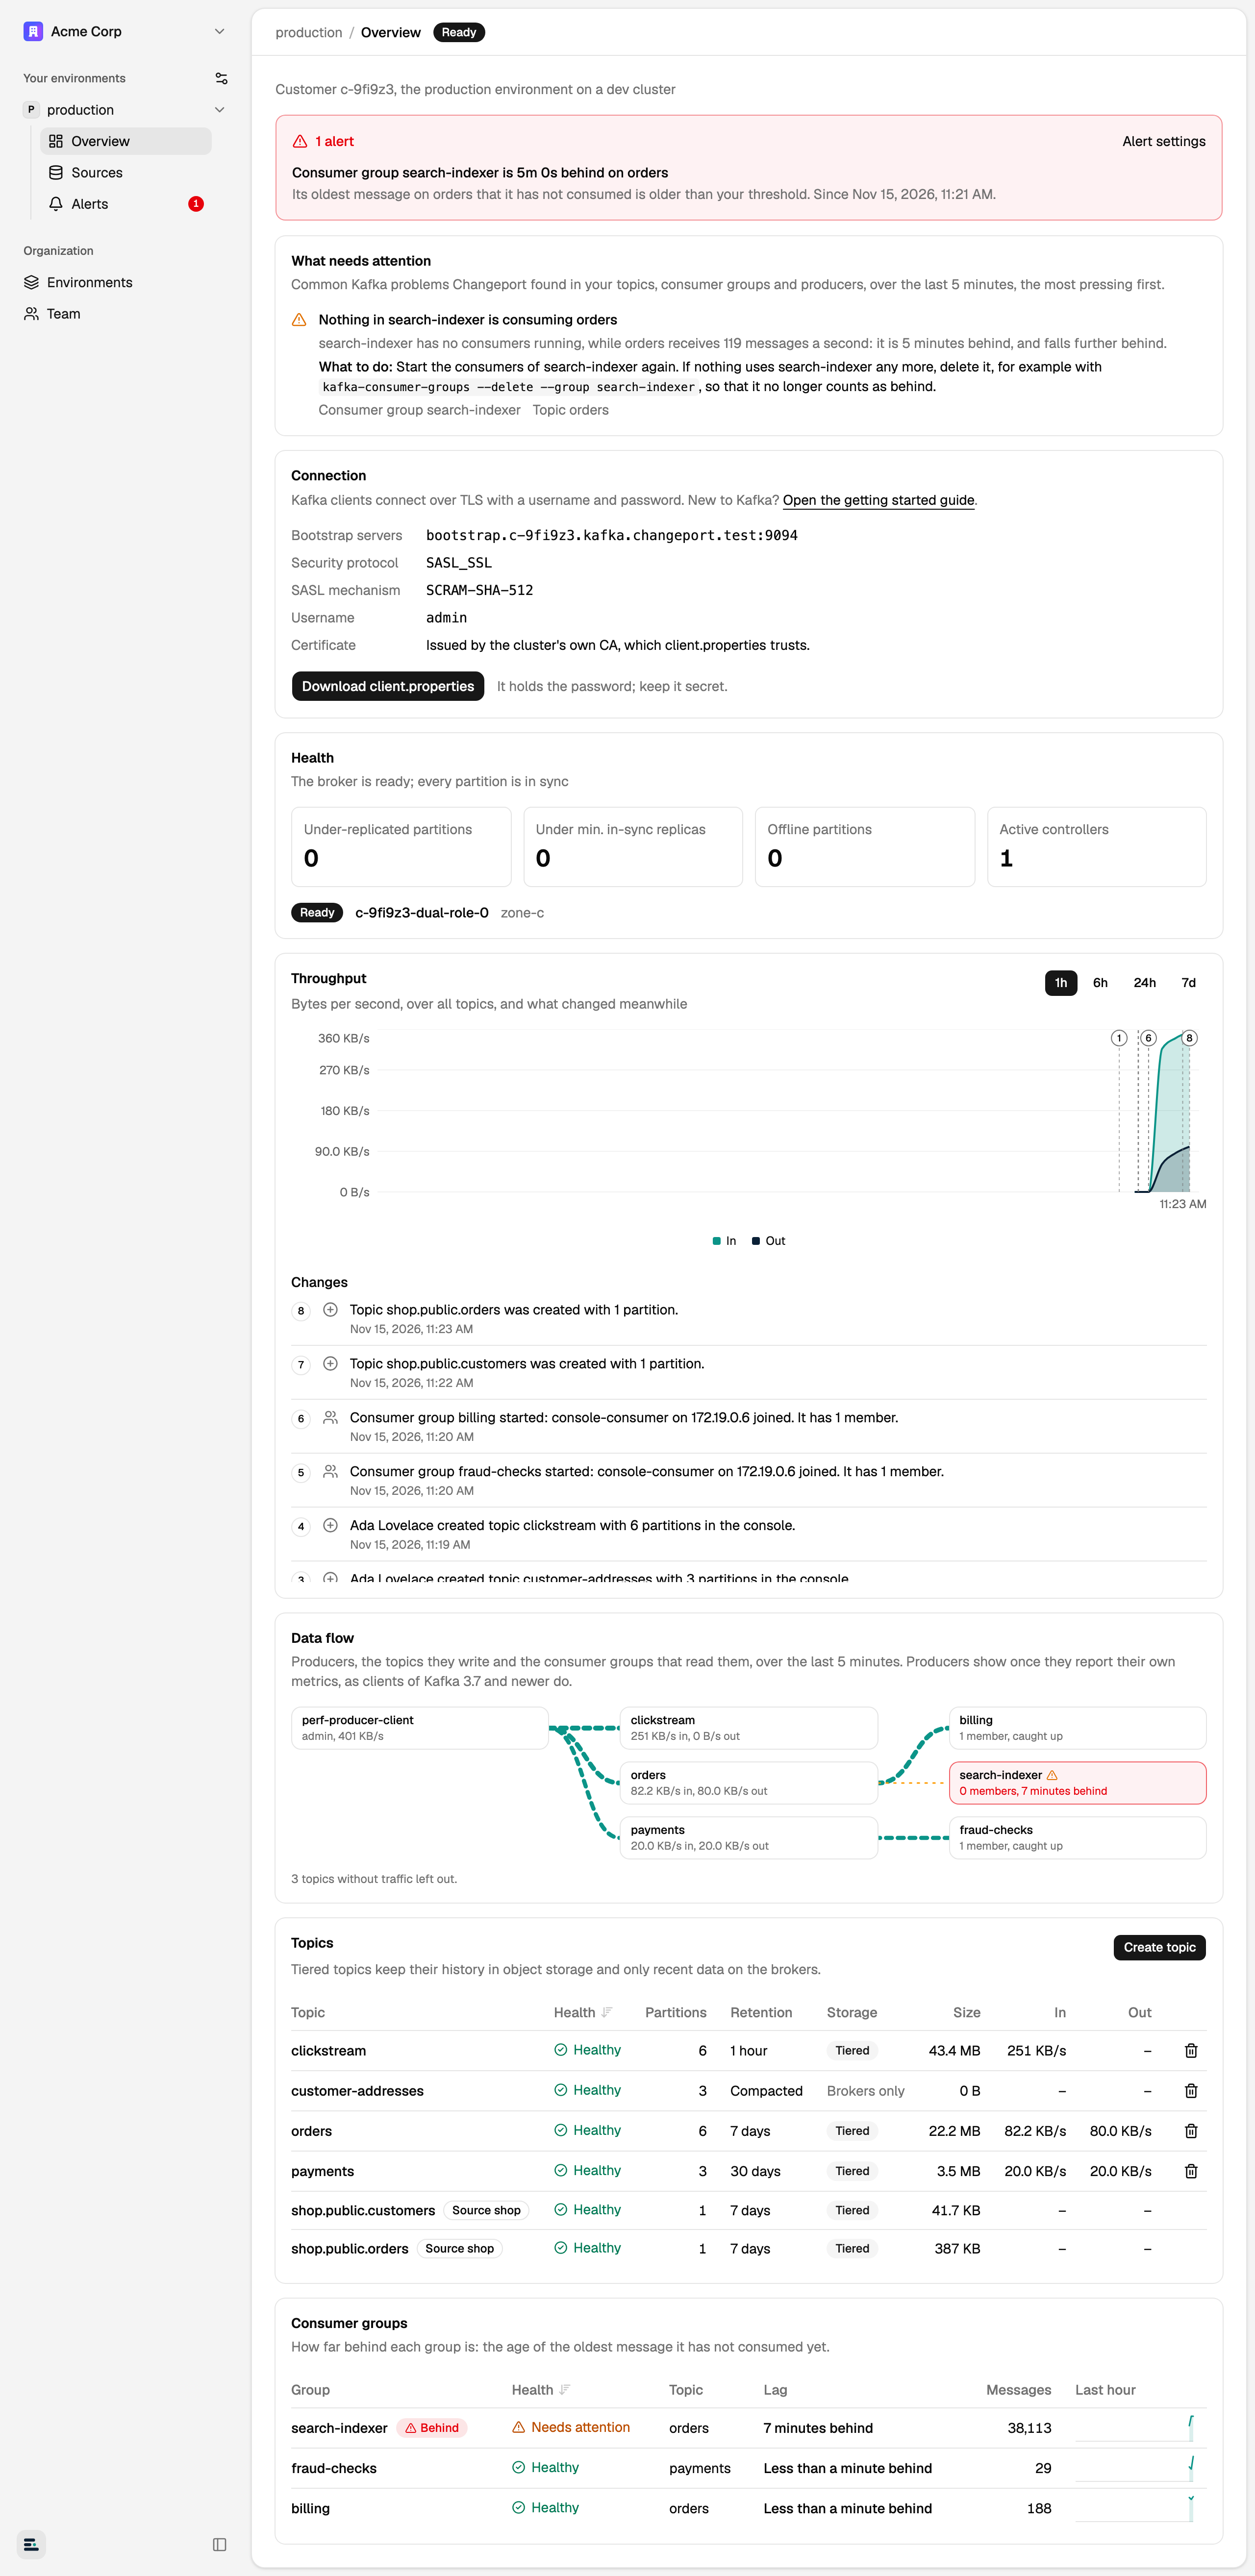 Acme Corp
Your environments
P production
Overview
Sources
Alerts 1
Organization
Environments
Team
production / Overview Ready
Customer c-9fi9z3, the production environment on a dev cluster
1 alert
Alert settings
Consumer group search-indexer is 5m 0s behind on orders
Its oldest message on orders that it has not consumed is older than your threshold. Since Nov 15, 2026, 11:21 AM.
What needs attention
Common Kafka problems Changeport found in your topics, consumer groups and producers, over the last 5 minutes, the most pressing first.
Nothing in search-indexer is consuming orders
search-indexer has no consumers running, while orders receives 119 messages a second: it is 5 minutes behind, and falls further behind.
What to do: Start the consumers of search-indexer again. If nothing uses search-indexer any more, delete it, for example with
kafka-consumer-groups --delete --group search-indexer, so that it no longer counts as behind.
Consumer group search-indexer Topic orders
Connection
Kafka clients connect over TLS with a username and password. New to Kafka? Open the getting started guide.
Bootstrap servers bootstrap.c-9fi9z3.kafka.changeport.test:9094
Security protocol SASL_SSL
SASL mechanism SCRAM-SHA-512
Username admin
Certificate Issued by the cluster's own CA, which client.properties trusts.
Download client.properties It holds the password; keep it secret.
Health
The broker is ready; every partition is in sync
Under-replicated partitions
0
Under min. in-sync replicas
0
Offline partitions
0
Active controllers
1
Ready c-9fi9z3-dual-role-0 zone-c
Throughput
1h 6h 24h 7d
Bytes per second, over all topics, and what changed meanwhile
360 KB/s
270 KB/s
180 KB/s
90.0 KB/s
0 B/s
1 6 8
11:23 AM
In Out
Changes
8 Topic shop.public.orders was created with 1 partition.
Nov 15, 2026, 11:23 AM
7 Topic shop.public.customers was created with 1 partition.
Nov 15, 2026, 11:22 AM
6 Consumer group billing started: console-consumer on 172.19.0.6 joined. It has 1 member.
Nov 15, 2026, 11:20 AM
5 Consumer group fraud-checks started: console-consumer on 172.19.0.6 joined. It has 1 member.
Nov 15, 2026, 11:20 AM
4 Ada Lovelace created topic clickstream with 6 partitions in the console.
Nov 15, 2026, 11:19 AM
3 Ada Lovelace created topic customer-addresses with 3 partitions in the console.
Data flow
Producers, the topics they write and the consumer groups that read them, over the last 5 minutes. Producers show once they report their own
metrics, as clients of Kafka 3.7 and newer do.
perf-producer-client
admin, 401 KB/s
clickstream
251 KB/s in, 0 B/s out
orders
82.2 KB/s in, 80.0 KB/s out
payments
20.0 KB/s in, 20.0 KB/s out
billing
1 member, caught up
search-indexer
0 members, 7 minutes behind
fraud-checks
1 member, caught up
3 topics without traffic left out.
Topics
Create topic
Tiered topics keep their history in object storage and only recent data on the brokers.
Topic Health Partitions Retention Storage Size In Out
clickstream Healthy 6 1 hour Tiered 43.4 MB 251 KB/s –
customer-addresses Healthy 3 Compacted Brokers only 0 B – –
orders Healthy 6 7 days Tiered 22.2 MB 82.2 KB/s 80.0 KB/s
payments Healthy 3 30 days Tiered 3.5 MB 20.0 KB/s 20.0 KB/s
shop.public.customers Source shop Healthy 1 7 days Tiered 41.7 KB – –
shop.public.orders Source shop Healthy 1 7 days Tiered 387 KB – –
Consumer groups
How far behind each group is: the age of the oldest message it has not consumed yet.
Group Health Topic Lag Messages Last hour
search-indexer Behind Needs attention orders 7 minutes behind 38,113
fraud-checks Healthy payments Less than a minute behind 29
billing Healthy orders Less than a minute behind 188